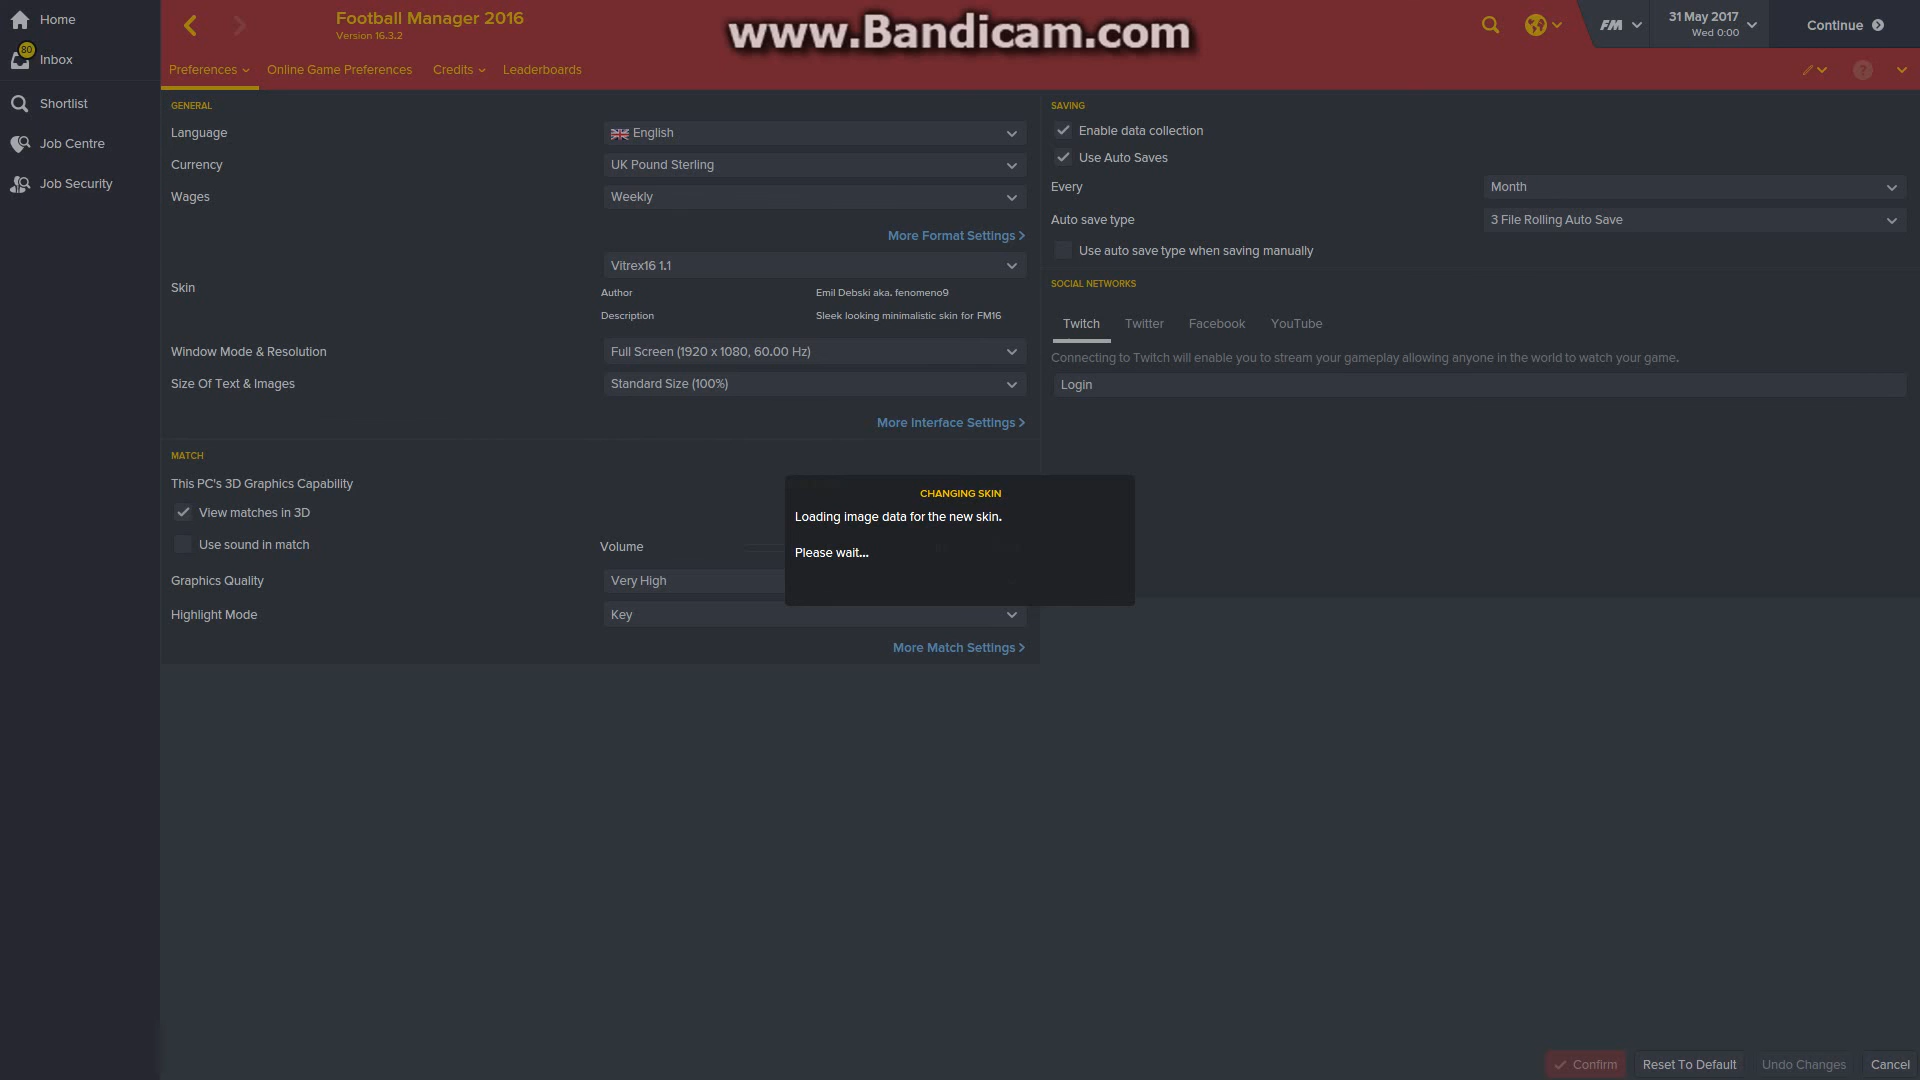 Home
80
Inbox
Shortlist
Job Centre
Job Security
Football Manager 2016
Version 16.3.2
www.Bandicam.com
FM
31 May 2017
Wed 0:00
Continue
Preferences
Online Game Preferences
Credits
Leaderboards
?
GENERAL
Language
English
Currency
UK Pound Sterling
Wages
Weekly
More Format Settings >
Skin
Vitrex16 1.1
Author
Emil Debski aka. fenomeno9
Description
Sleek looking minimalistic skin for FM16
Window Mode & Resolution
Full Screen (1920 x 1080, 60.00 Hz)
Size Of Text & Images
Standard Size (100%)
More Interface Settings >
MATCH
This PC's 3D Graphics Capability
View matches in 3D
Use sound in match
Volume
Graphics Quality
Very High
Highlight Mode
Key
More Match Settings >
SAVING
Enable data collection
Use Auto Saves
Every
Month
Auto save type
3 File Rolling Auto Save
Use auto save type when saving manually
SOCIAL NETWORKS
Twitch
Twitter
Facebook
YouTube
Connecting to Twitch will enable you to stream your gameplay allowing anyone in the world to watch your game.
Login
CHANGING SKIN
Loading image data for the new skin.
Please wait...
Confirm
Reset To Default
Undo Changes
Cancel